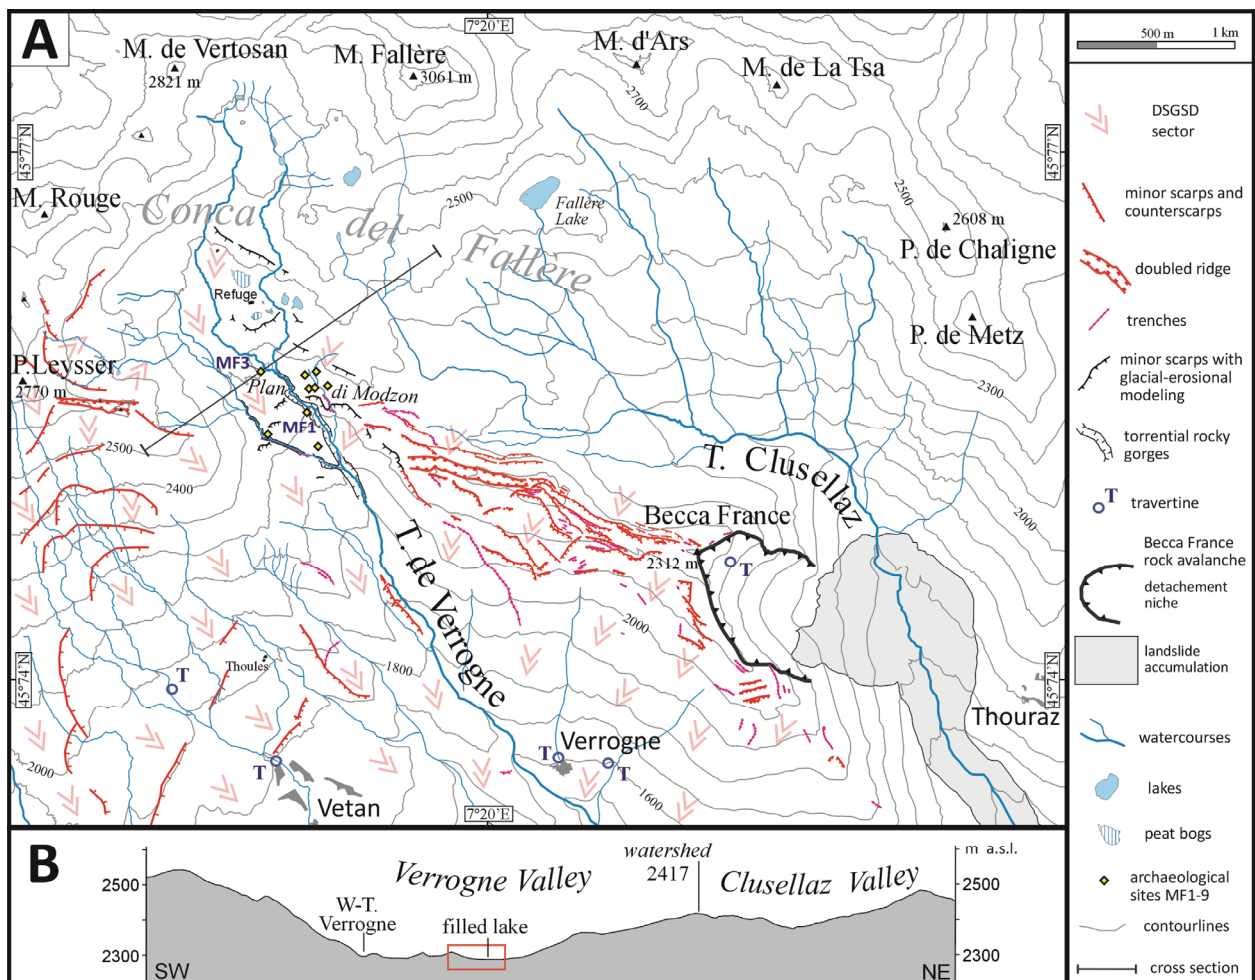 A
7°20'E
M. de Vertosan
2821 m
M. Fallère
3061 m
M. d'Ars
2700
M. de La Tsa
45°77'N
45°77'N
M. Rouge
Conca del Fallère
2500
Fallère
Lake
2500
2608 m
P. de Chaligne
Refuge
P. de Metz
P.Leysser
2770 m
MF3
Plan di Modzon
MF1
2300
2500
2400
T. Clusellaz
Becca France
2312 m
T
2000
T. de Verrogne
2000
1800
Thoules
T
45°74'N
45°74'N
Thouraz
Verrogne
T
T
T
2000
Vetan
1600
7°20'E
500 m
1 km
DSGSD
sector
minor scarps and
counterscarps
doubled ridge
trenches
minor scarps with
glacial-erosional
modeling
torrential rocky
gorges
T
travertine
Becca France
rock avalanche
detachement
niche
landslide
accumulation
watercourses
lakes
peat bogs
archaeological
sites MF1-9
contourlines
cross section
B
2500
2300
SW
W-T.
Verrogne
Verrogne Valley
filled lake
watershed
2417
Clusellaz Valley
m a.s.l.
2500
2300
NE